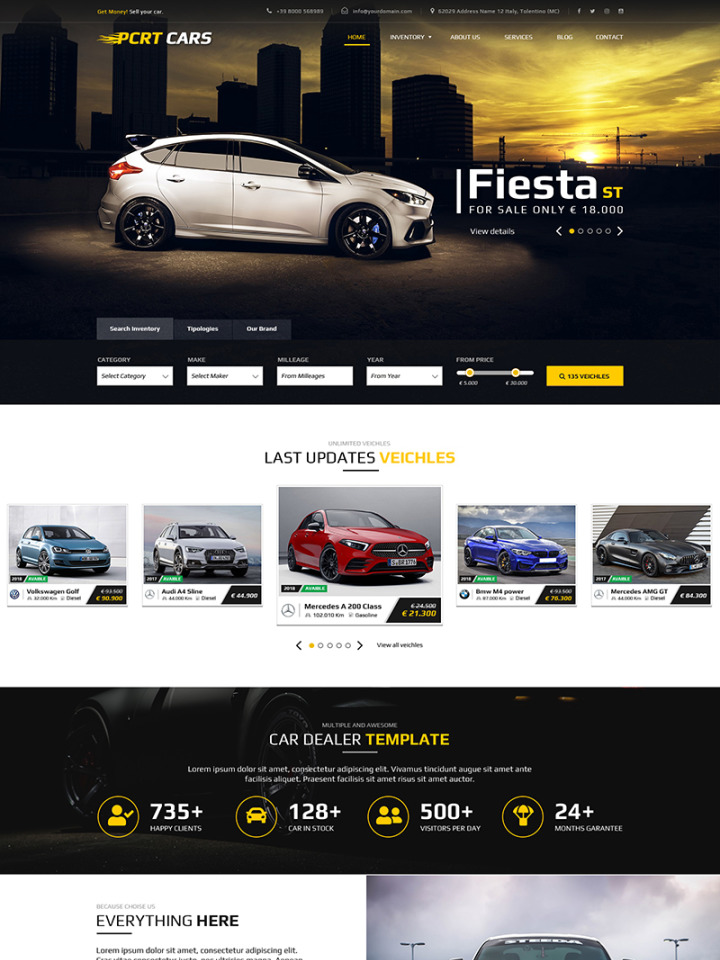 Get Money! Sell your car.
+39 8000 568989
info@yourdomain.com
62029 Address Name 12 Italy, Tolentino (MC)
PCRT CARS
HOME
INVENTORY
ABOUT US
SERVICES
BLOG
CONTACT
Fiesta ST
FOR SALE ONLY € 18.000
View details
Search Inventory
Tipologies
Our Brand
CATEGORY
MAKE
MILLEAGE
YEAR
FROM PRICE
Select Category
Select Maker
From Milleages
From Year
€ 5.000
€ 30.000
135 VEICHLES
UNLIMITED VEICHLES
LAST UPDATES VEICHLES
2018 AVAIBLE
Volkswagen Golf
€ 93.500
32.000 Km Diesel
€ 90.900
2017 AVAIBLE
Audi A4 Sline
44.000 Km Diesel
€ 44.900
2018 AVAIBLE
Mercedes A 200 Class
€ 24.500
102.010 Km Gasoline
€ 21.300
2018 AVAIBLE
Bmw M4 power
€ 93.500
87.000 Km Diesel
€ 78.300
2017 AVAIBLE
Mercedes AMG GT
44.000 Km Diesel
€ 84.300
View all veichles
MULTIPLE AND AWESOME
CAR DEALER TEMPLATE
Lorem ipsum dolor sit amet, consectetur adipiscing elit. Vivamus tincidunt augue sit amet ante
facilisis aliquet. Praesent facilisis sit amet risus sit amet auctor.
735+
HAPPY CLIENTS
128+
CAR IN STOCK
500+
VISITORS PER DAY
24+
MONTHS GARANTEE
BECAUSE CHOISE US
EVERYTHING HERE
Lorem ipsum dolor sit amet, consectetur adipiscing elit.